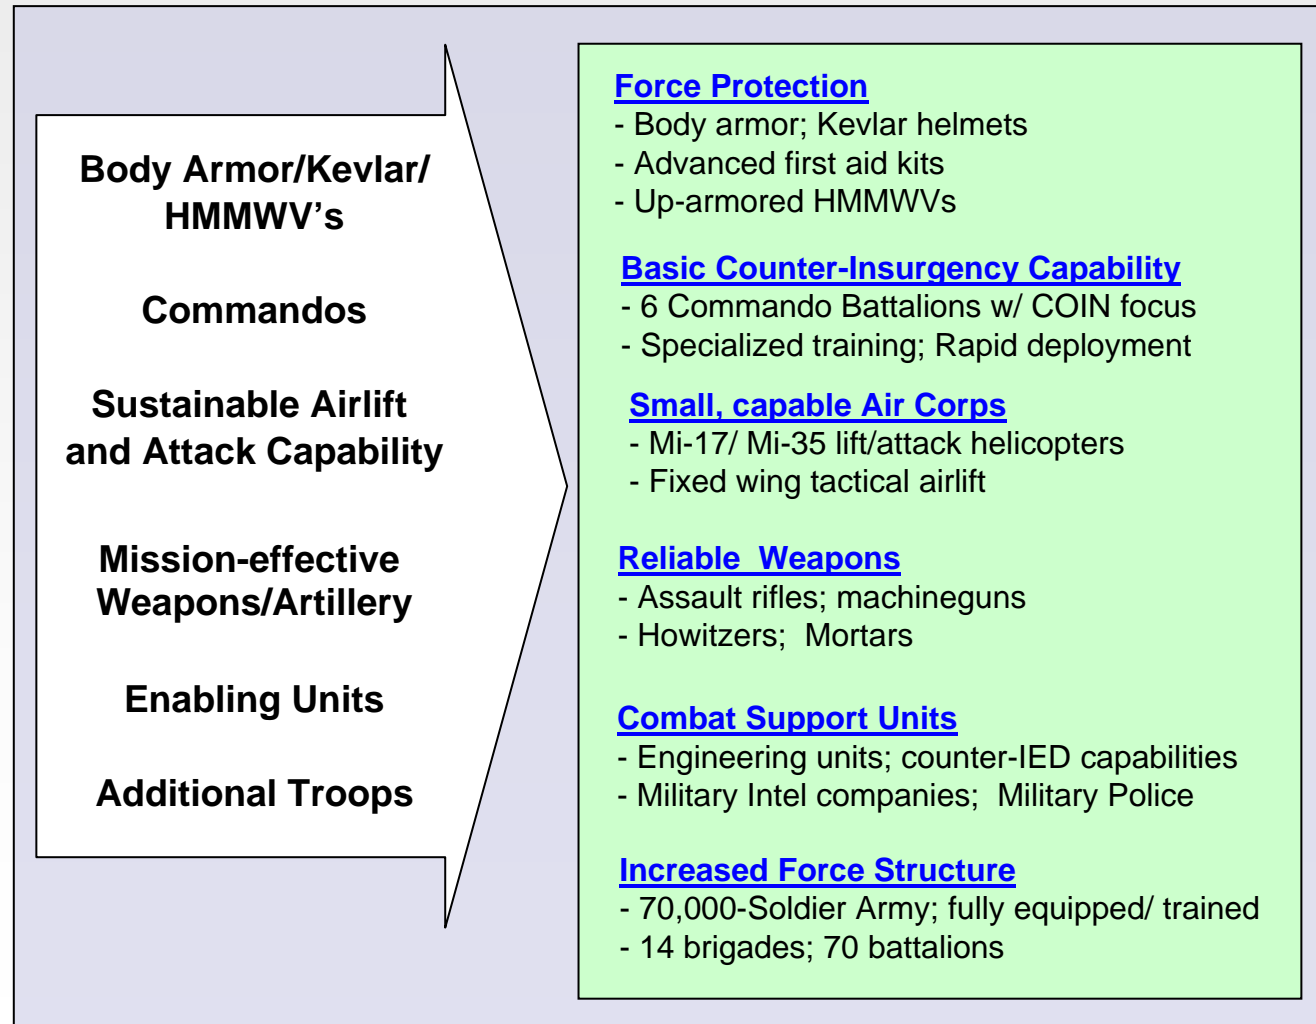 Body Armor/Kevlar/
HMMWV's
Commandos
Sustainable Airlift
and Attack Capability
Mission-effective
Weapons/Artillery
Enabling Units
Additional Troops
Force Protection
- Body armor; Kevlar helmets
- Advanced first aid kits
- Up-armored HMMWVs
Basic Counter-Insurgency Capability
- 6 Commando Battalions w/ COIN focus
- Specialized training; Rapid deployment
Small, capable Air Corps
- Mi-17/ Mi-35 lift/attack helicopters
- Fixed wing tactical airlift
Reliable  Weapons
- Assault rifles; machineguns
- Howitzers;  Mortars
Combat Support Units
- Engineering units; counter-IED capabilities
- Military Intel companies;  Military Police
Increased Force Structure
- 70,000-Soldier Army; fully equipped/ trained
- 14 brigades; 70 battalions